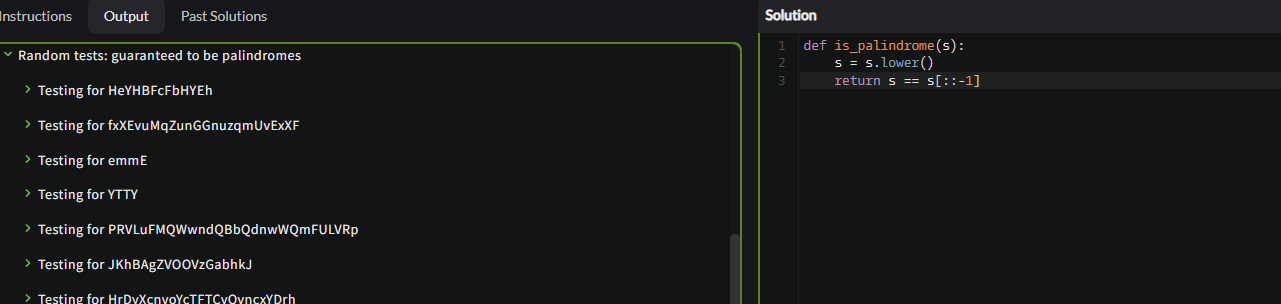 Instructions Output Past Solutions
Random tests: guaranteed to be palindromes
Testing for HeYHBFcFbHYEh
Testing for fxXEvuMqZunGGnuzqmUvExXF
Testing for emmE
Testing for YTTY
Testing for PRVLuFMQWwndQBbQdnwWQmFULVRp
Testing for JKhBAgZVOOVzGabhkJ
Testing for HrDyXcnyoYcTFTCyOyncxYDrh
Solution
1 def is_palindrome(s):
2 s = s.lower()
3 return s == s[::-1]